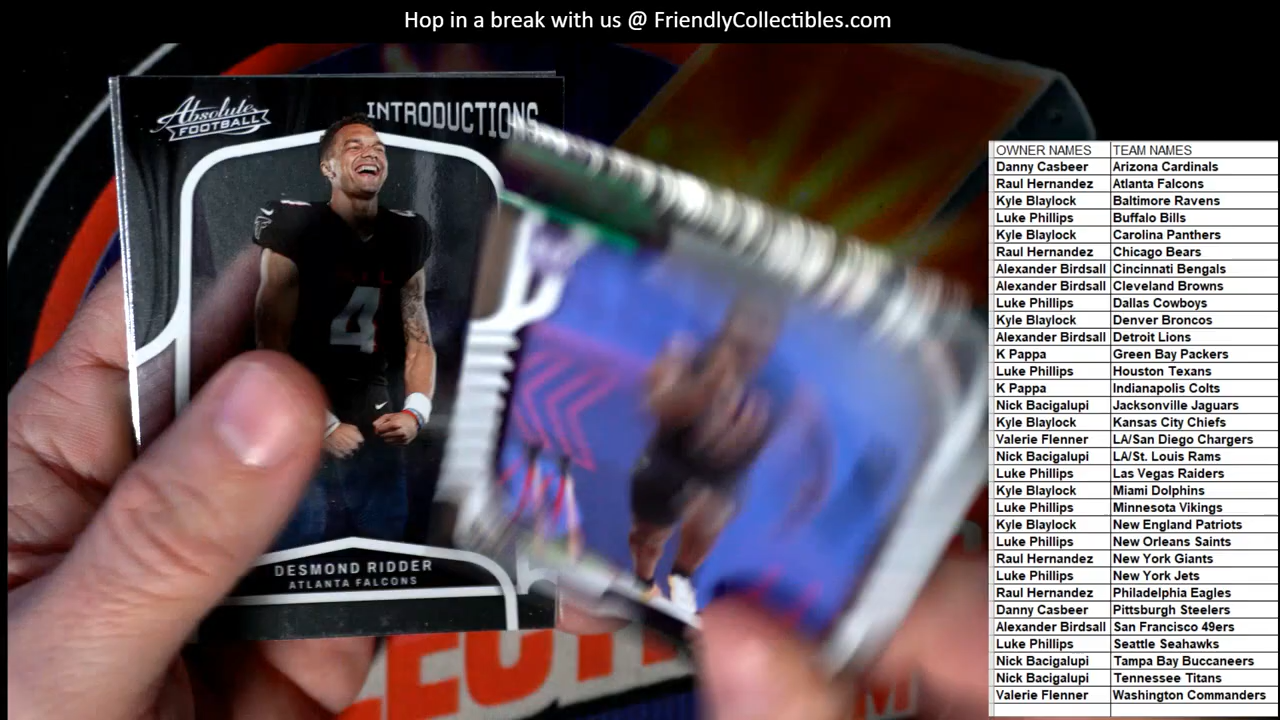 Hop in a break with us @ FriendlyCollectibles.com
Absolute
FOOTBALL
INTRODUCTIONS
4
DESMOND RIDDER
ATLANTA FALCONS
OWNER NAMES TEAM NAMES
Danny Casbeer Arizona Cardinals
Raul Hernandez Atlanta Falcons
Kyle Blaylock Baltimore Ravens
Luke Phillips Buffalo Bills
Kyle Blaylock Carolina Panthers
Raul Hernandez Chicago Bears
Alexander Birdsall Cincinnati Bengals
Alexander Birdsall Cleveland Browns
Luke Phillips Dallas Cowboys
Kyle Blaylock Denver Broncos
Alexander Birdsall Detroit Lions
K Pappa Green Bay Packers
Luke Phillips Houston Texans
K Pappa Indianapolis Colts
Nick Bacigalupi Jacksonville Jaguars
Kyle Blaylock Kansas City Chiefs
Valerie Flenner LA/San Diego Chargers
Nick Bacigalupi LA/St. Louis Rams
Luke Phillips Las Vegas Raiders
Kyle Blaylock Miami Dolphins
Luke Phillips Minnesota Vikings
Kyle Blaylock New England Patriots
Luke Phillips New Orleans Saints
Raul Hernandez New York Giants
Luke Phillips New York Jets
Raul Hernandez Philadelphia Eagles
Danny Casbeer Pittsburgh Steelers
Alexander Birdsall San Francisco 49ers
Luke Phillips Seattle Seahawks
Nick Bacigalupi Tampa Bay Buccaneers
Nick Bacigalupi Tennessee Titans
Valerie Flenner Washington Commanders